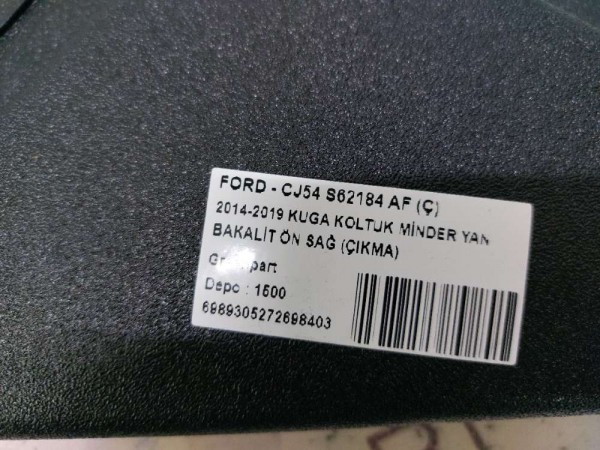 FORD - CJ54 S62184 AF (Ç)
2014-2019 KUGA KOLTUK MİNDER YAN
BAKALİT ÖN SAĞ (ÇIKMA)
Depo : 1500
6989305272698403